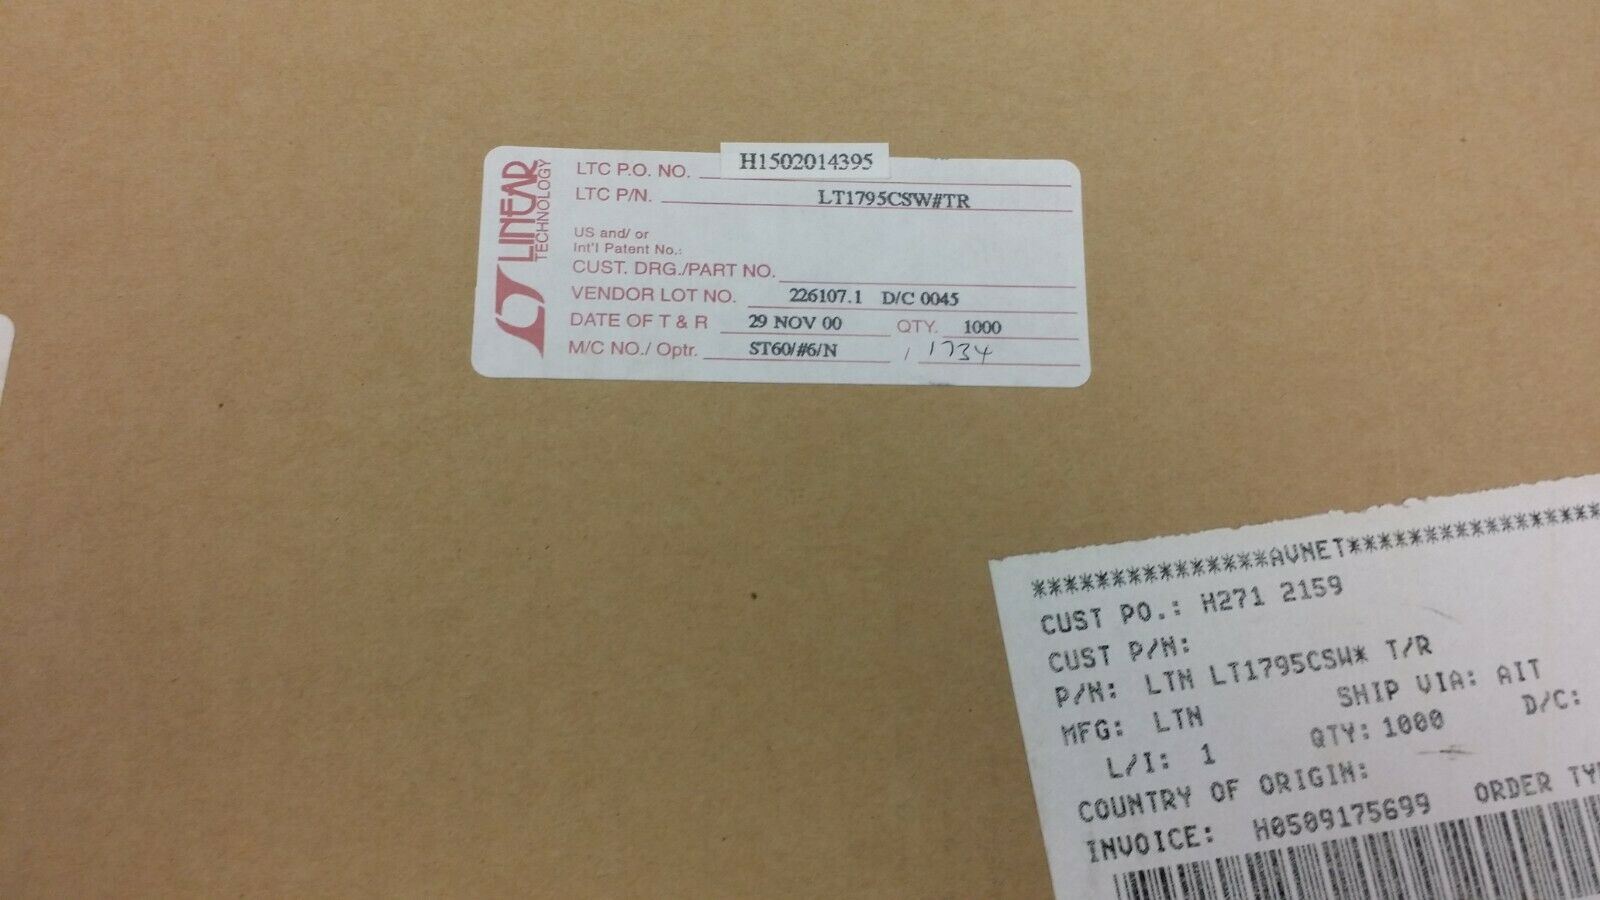 LINEAR
TECHNOLOGY
LTC P.O. NO. H1502014395
LTC P/N. LT1795CSW#TR
US and/ or
Int'l Patent No.:
CUST. DRG./PART NO.
VENDOR LOT NO. 226107.1 D/C 0045
DATE OF T & R 29 NOV 00 QTY. 1000
M/C NO./ Optr. ST60/#6/N / 1734
***************AVNET*****************
CUST PO.: H271 2159
CUST P/N:
P/N: LTN LT1795CSW* T/R
MFG: LTN SHIP VIA: AIT
L/I: 1 QTY: 1000 D/C:
COUNTRY OF ORIGIN:
INVOICE: H0509175699 ORDER TY